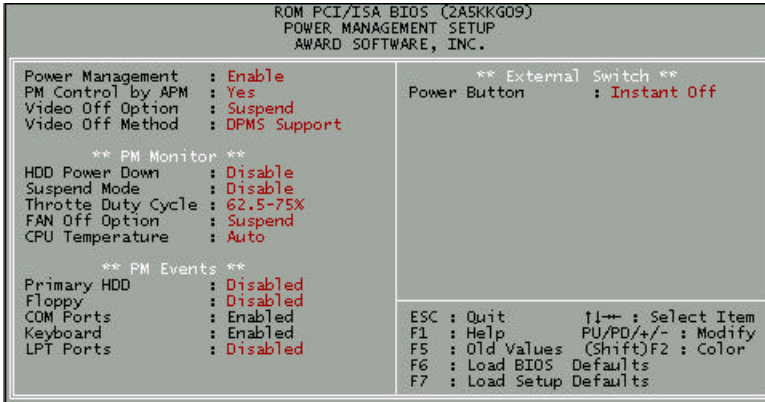 ROM PCI/ISA BIOS (2A5KKG09)
POWER MANAGEMENT SETUP
AWARD SOFTWARE, INC.
Power Management : Enable
PM Control by APM : Yes
Video Off Option : Suspend
Video Off Method : DPMS Support
** PM Monitor **
HDD Power Down : Disable
Suspend Mode : Disable
Throtte Duty Cycle : 62.5-75%
FAN Off Option : Suspend
CPU Temperature : Auto
** PM Events **
Primary HDD : Disabled
Floppy : Disabled
COM Ports : Enabled
Keyboard : Enabled
LPT Ports : Disabled
** External Switch **
Power Button : Instant Off
ESC : Quit ↑↓→← : Select Item
F1 : Help PU/PD/+/- : Modify
F5 : Old Values (Shift)F2 : Color
F6 : Load BIOS Defaults
F7 : Load Setup Defaults